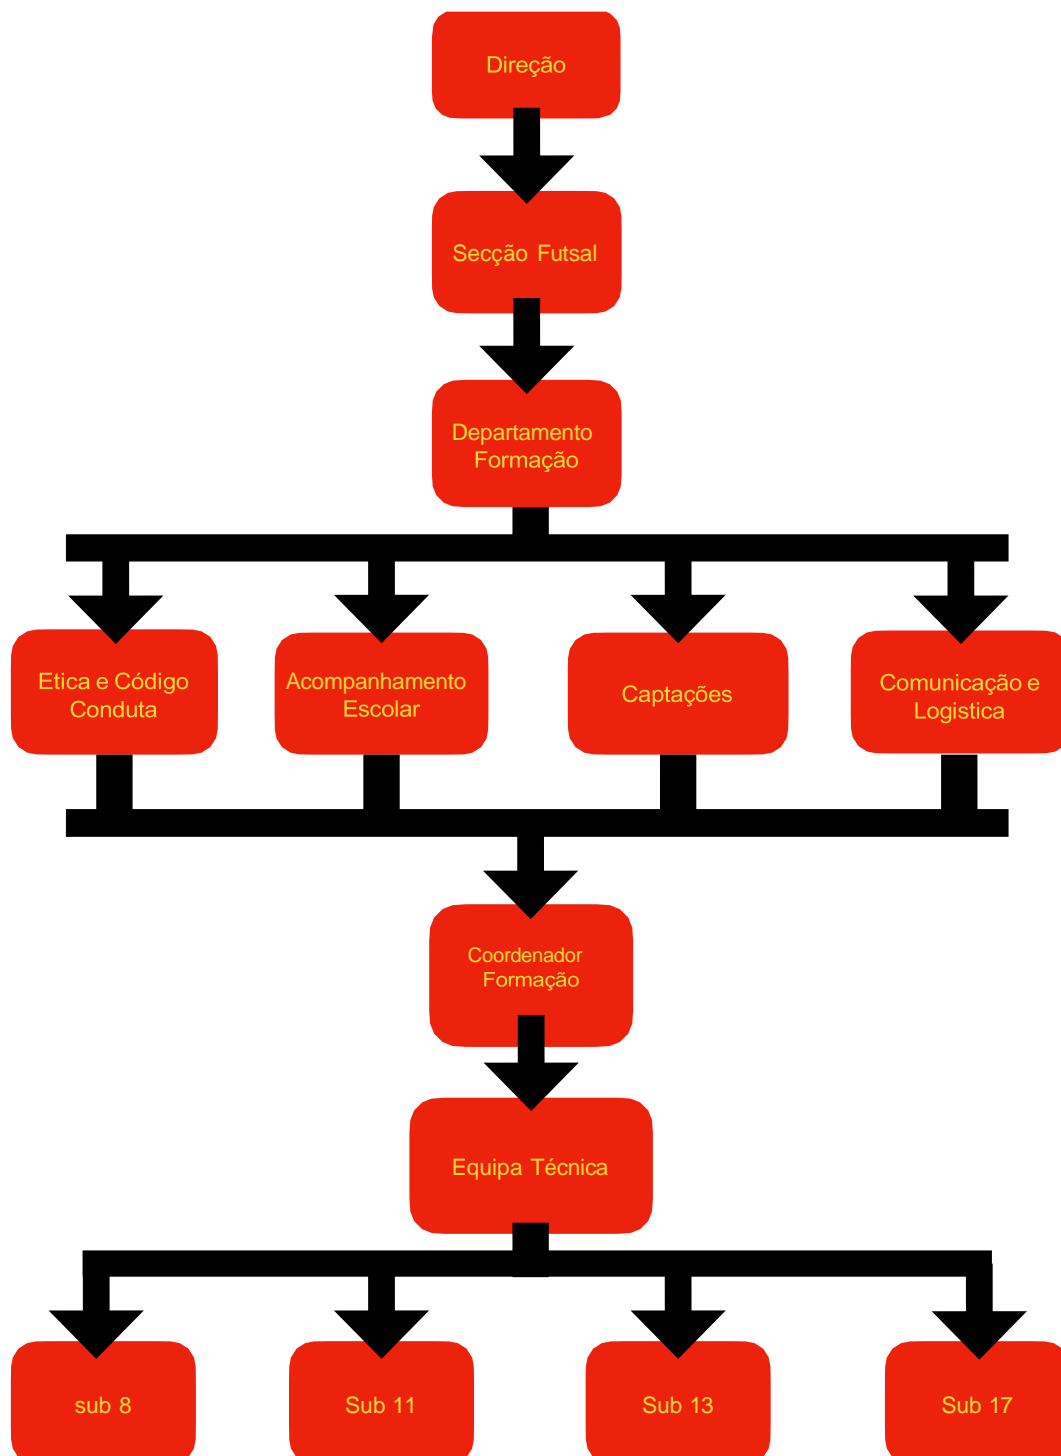 Direção
Secção Futsal
Departamento
Formação
Etica e Código
Conduta
Acompanhamento
Escolar
Captações
Comunicação e
Logistica
Coordenador
Formação
Equipa Técnica
sub 8
Sub 11
Sub 13
Sub 17